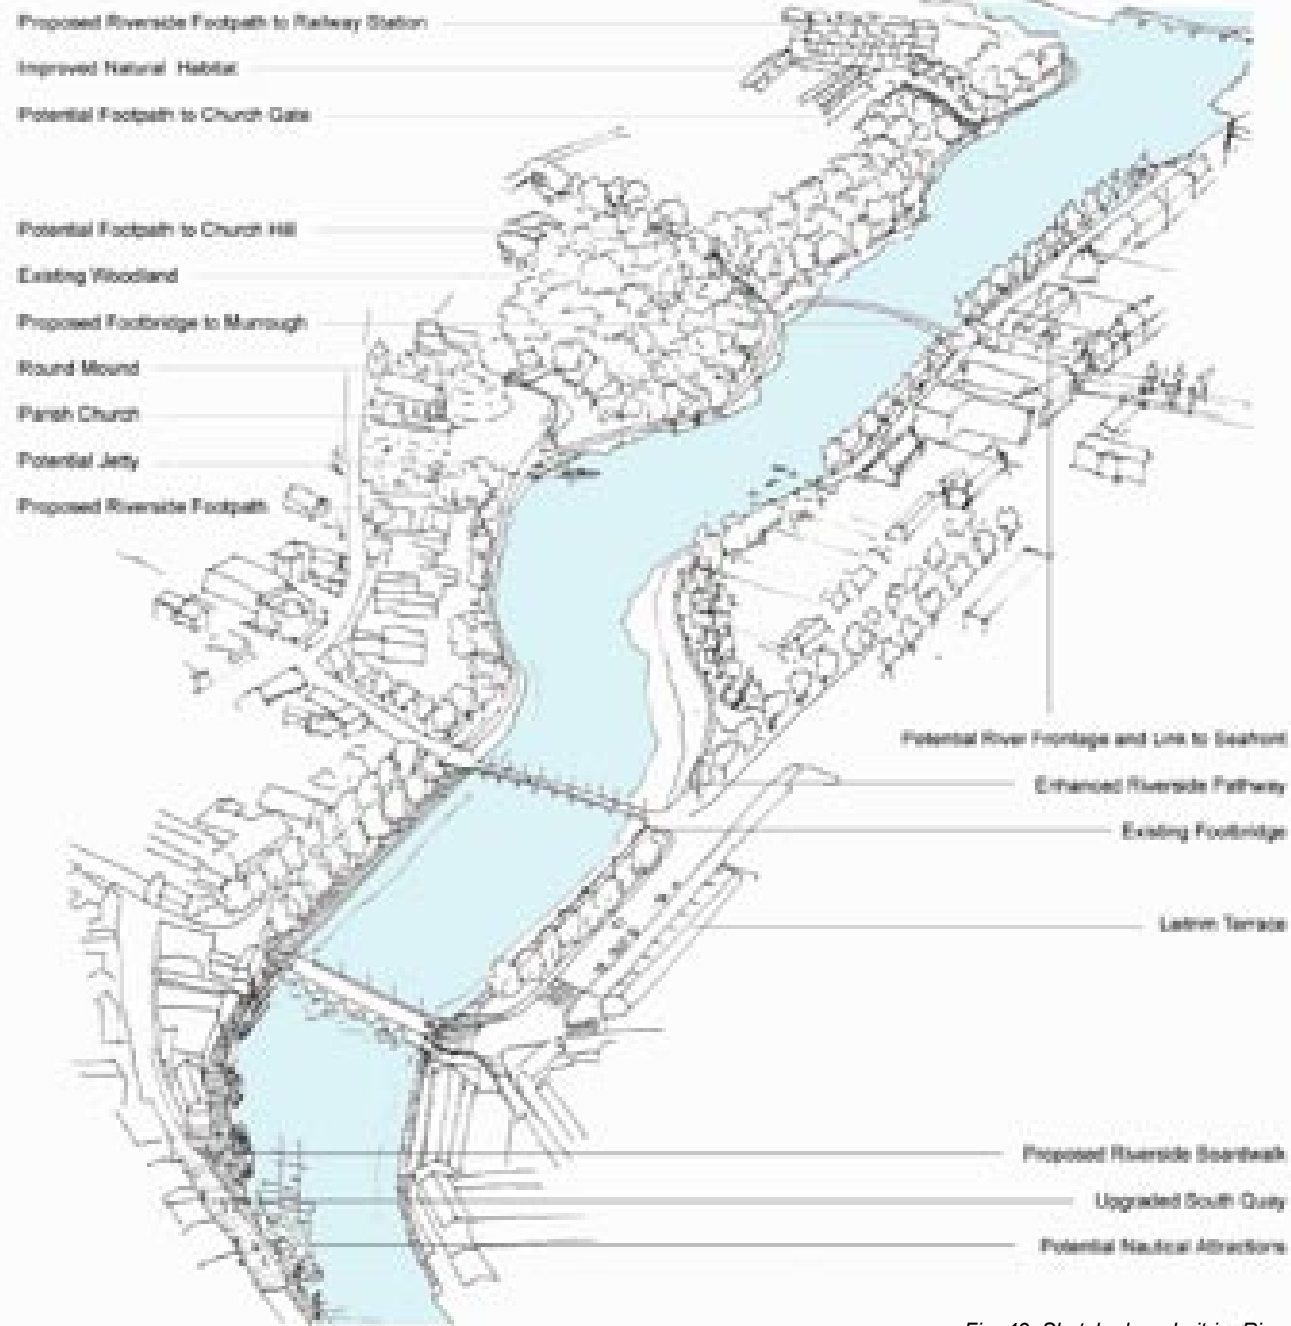 Proposed Riverside Footpath to Railway Station
Improved Natural Habitat
Potential Footpath to Church Gate
Potential Footpath to Church Hill
Existing Woodland
Proposed Footbridge to Murrough
Round Mound
Parish Church
Potential Jetty
Proposed Riverside Footpath
Potential River Frontage and Link to Seafront
Enhanced Riverside Pathway
Existing Footbridge
Leitrim Terrace
Proposed Riverside Boardwalk
Upgraded South Quay
Potential Nautical Attractions